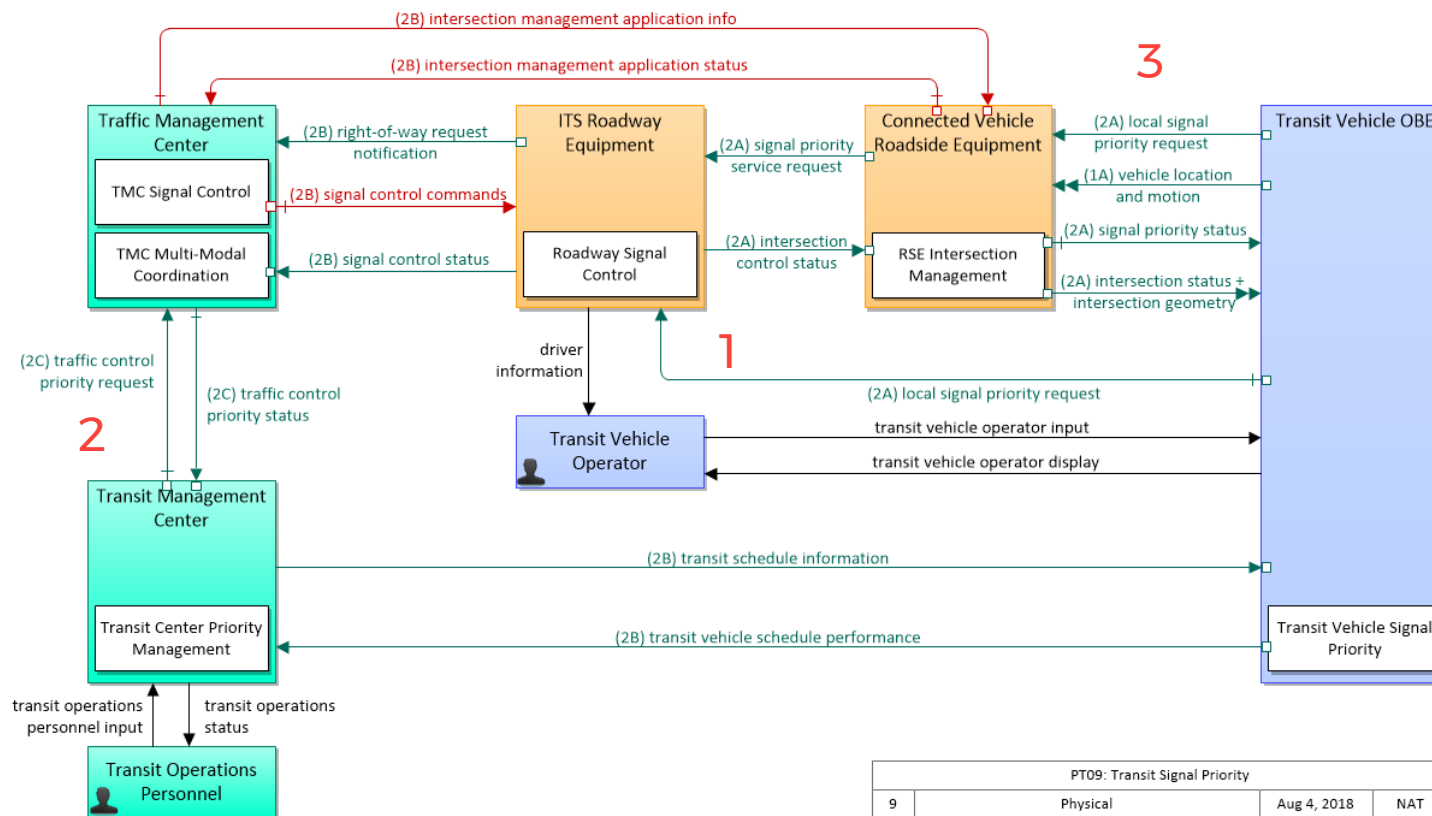 (2B) intersection management application info
(2B) intersection management application status
3
Traffic Management
Center
TMC Signal Control
TMC Multi-Modal
Coordination
(2B) right-of-way request
notification
(2B) signal control commands
(2B) signal control status
ITS Roadway
Equipment
Roadway Signal
Control
(2A) signal priority
service request
(2A) intersection
control status
Connected Vehicle
Roadside Equipment
RSE Intersection
Management
(2A) local signal
priority request
(1A) vehicle location
and motion
(2A) signal priority status
(2A) intersection status +
intersection geometry
Transit Vehicle OBE
(2C) traffic control
priority request
(2C) traffic control
priority status
2
driver
information
1
(2A) local signal priority request
Transit Vehicle
Operator
transit vehicle operator input
transit vehicle operator display
Transit Management
Center
Transit Center Priority
Management
(2B) transit schedule information
(2B) transit vehicle schedule performance
Transit Vehicle Signal
Priority
transit operations
personnel input
transit operations
status
Transit Operations
Personnel
PT09: Transit Signal Priority
9 Physical Aug 4, 2018 NAT